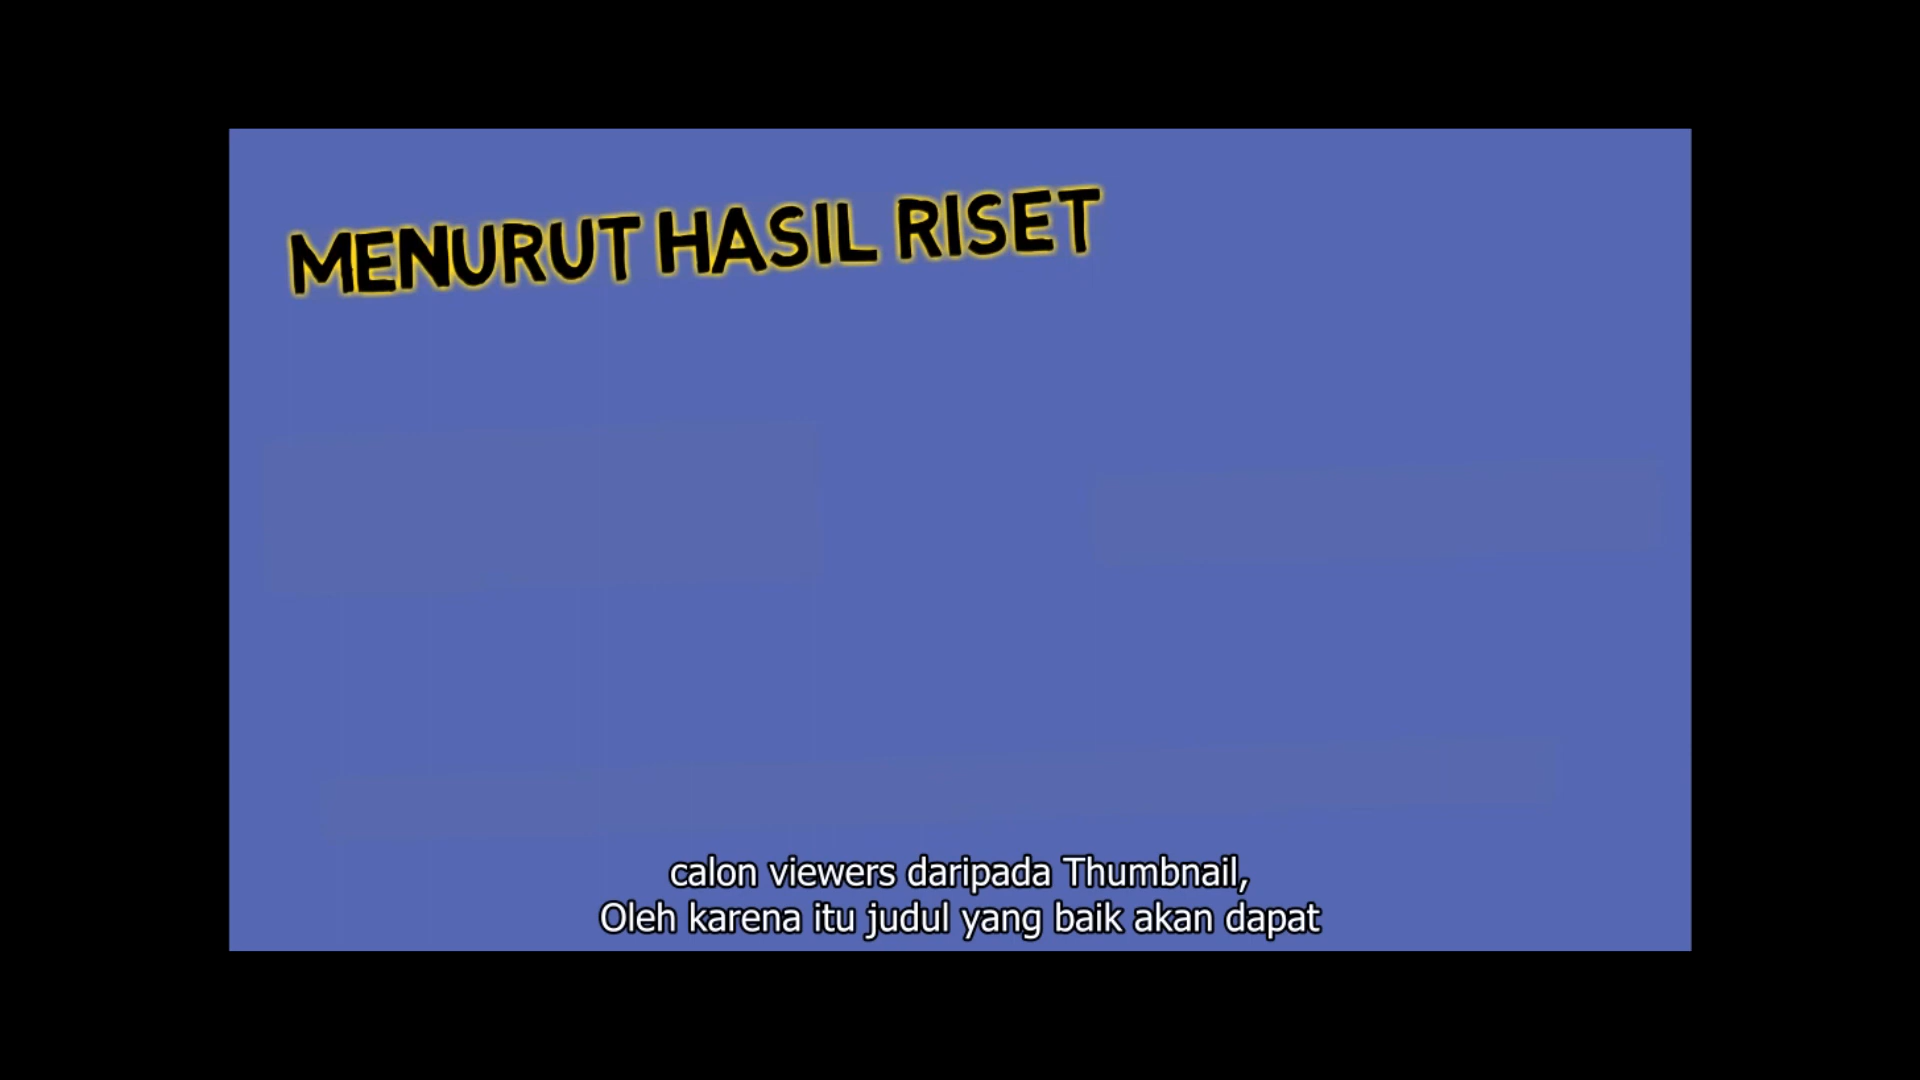 MENURUT HASIL RISET
calon viewers daripada Thumbnail,
Oleh karena itu judul yang baik akan dapat